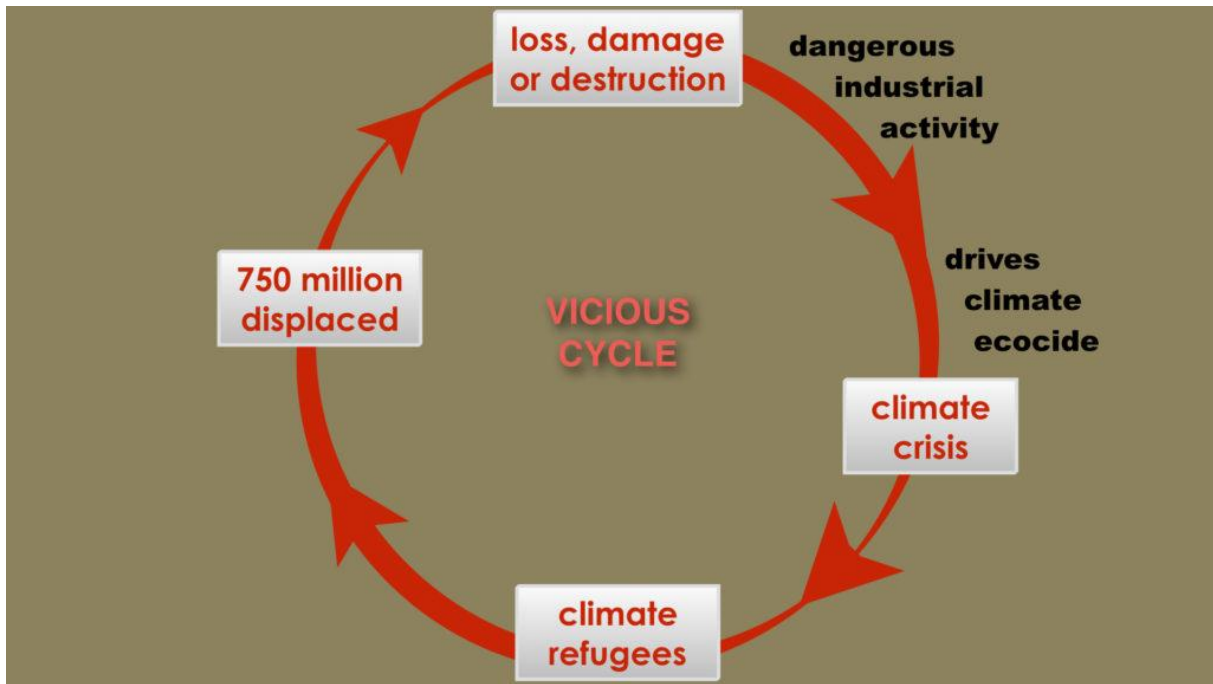 loss, damage
or destruction
dangerous
industrial
activity
drives
climate
ecocide
climate
crisis
climate
refugees
750 million
displaced
VICIOUS
CYCLE